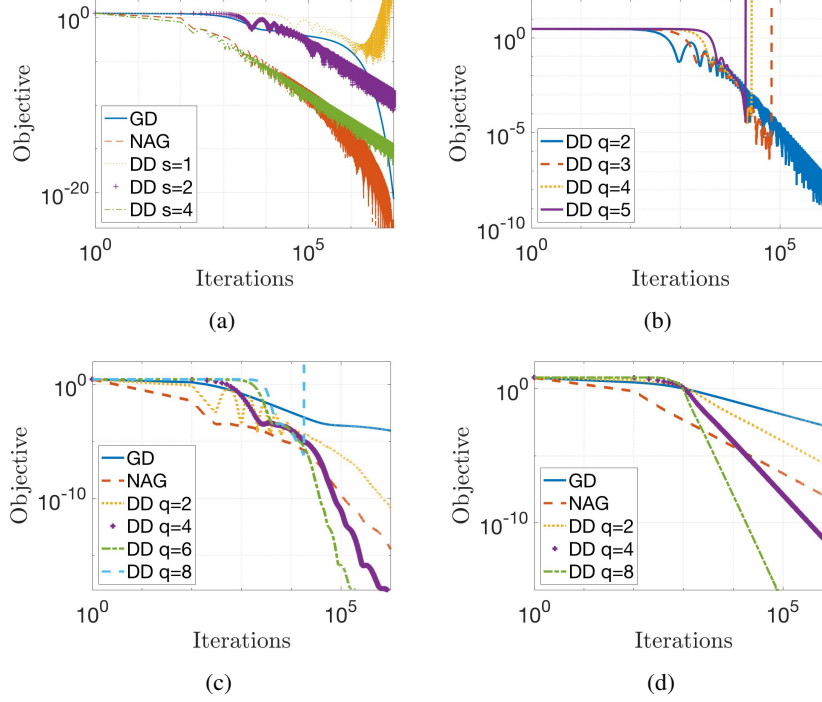 10^0
10^-20
Objective
GD
NAG
DD s=1
DD s=2
DD s=4
10^0
10^5
Iterations
(a)
10^0
10^-5
10^-10
Objective
DD q=2
DD q=3
DD q=4
DD q=5
10^0
10^5
Iterations
(b)
10^0
10^-10
Objective
GD
NAG
DD q=2
DD q=4
DD q=6
DD q=8
10^0
10^5
Iterations
(c)
10^0
10^-10
Objective
GD
NAG
DD q=2
DD q=4
DD q=8
10^0
10^5
Iterations
(d)